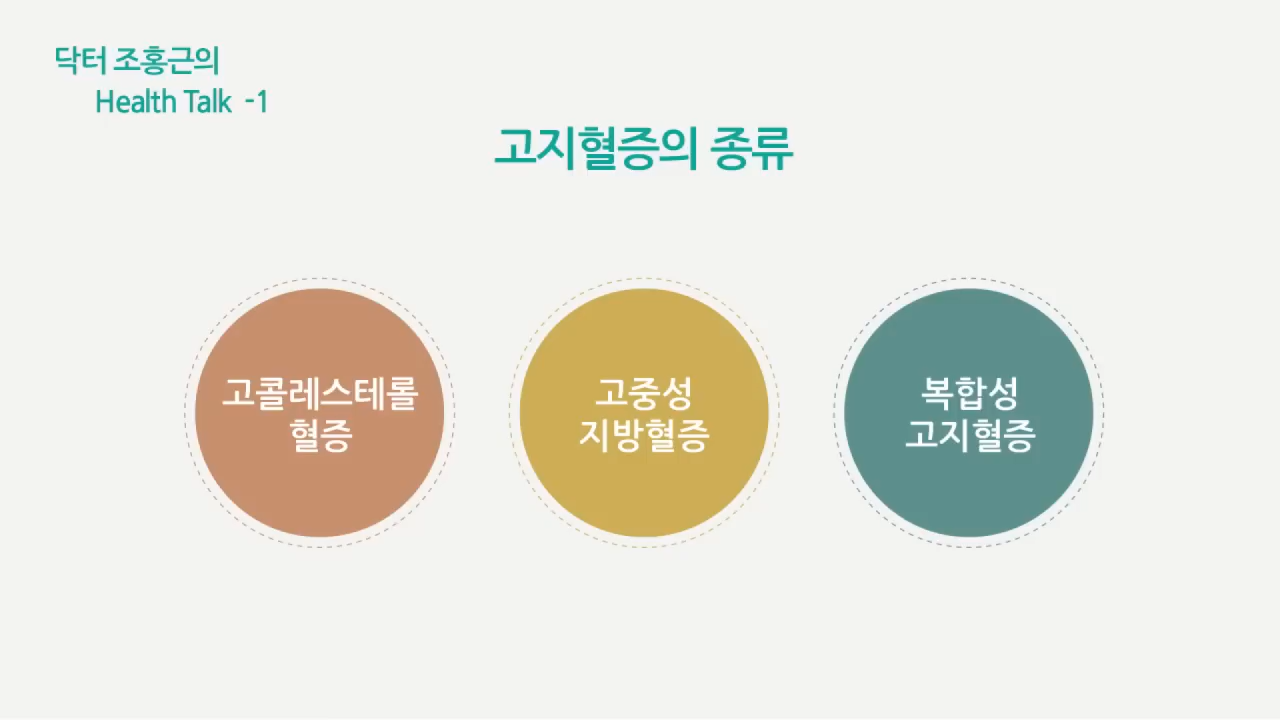 닥터 조홍근의
Health Talk -1
고지혈증의 종류
고콜레스테롤
혈증
고중성
지방혈증
복합성
고지혈증